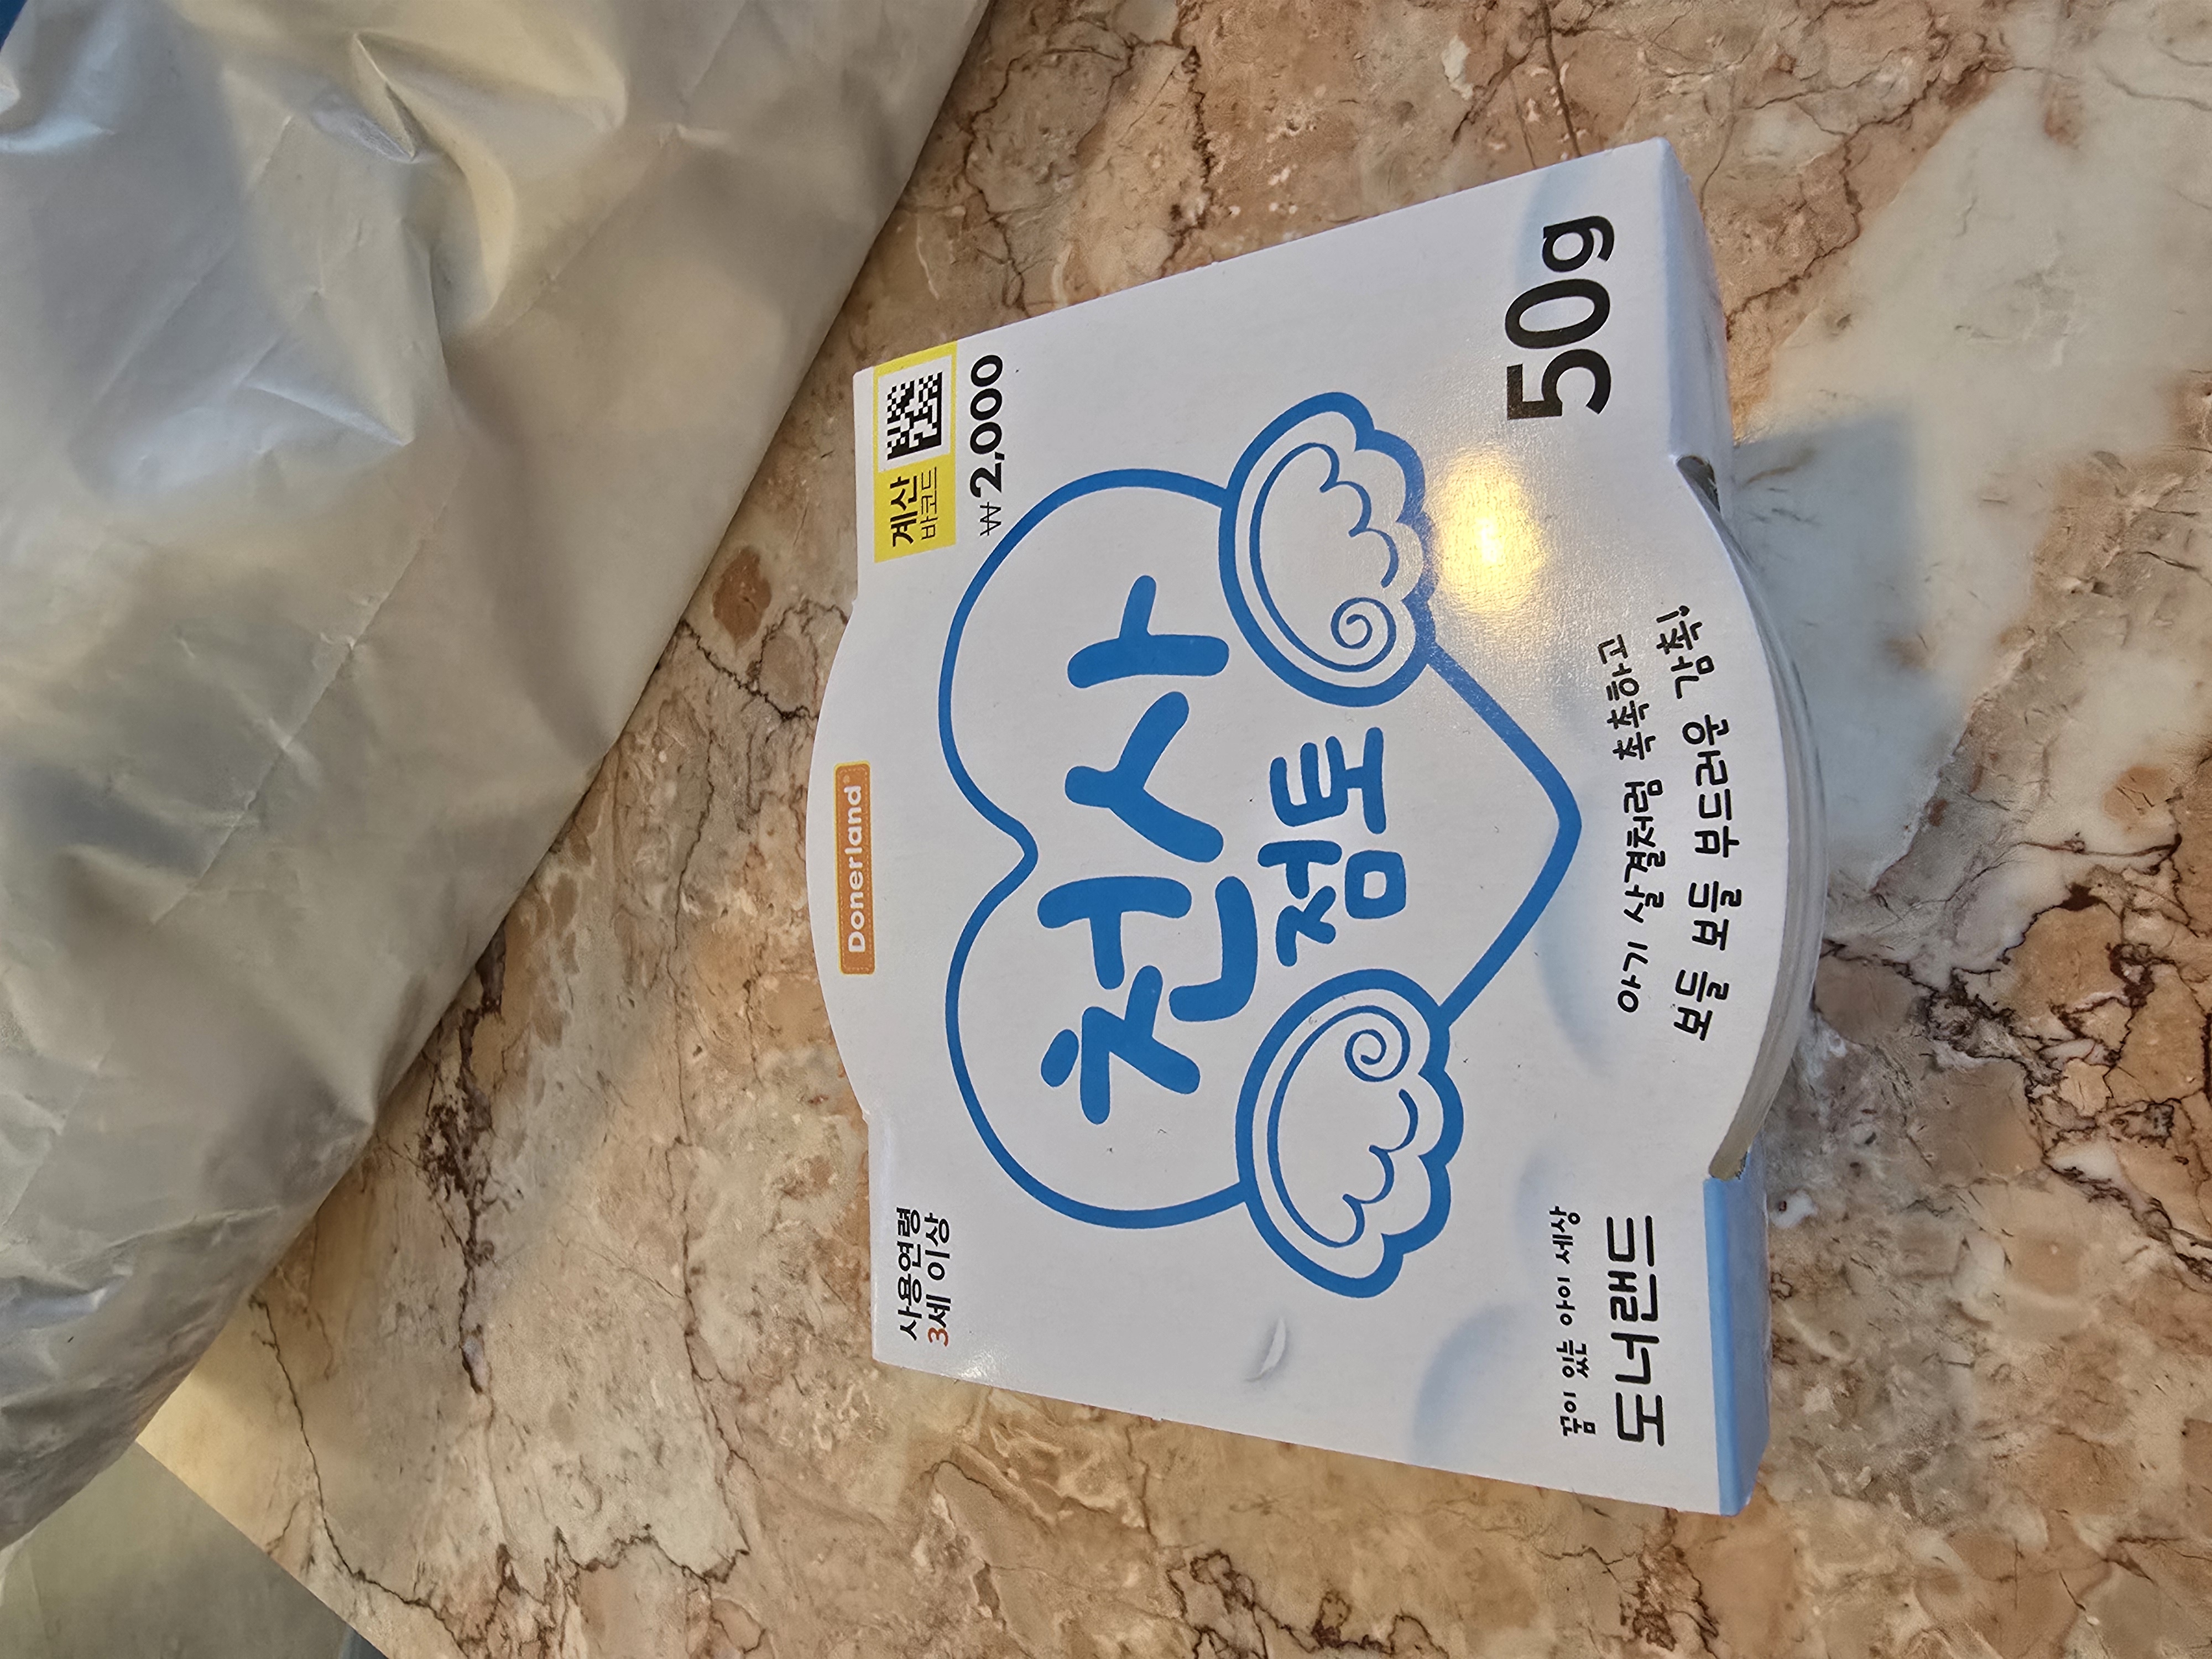 Donerland
사용연령
3세 이상
계산
바코드
₩2,000
천사
점토
꿈이 있는 아이 세상
도너랜드
아기 살결처럼 촉촉하고
보들 보들 부드러운 감촉!
50g